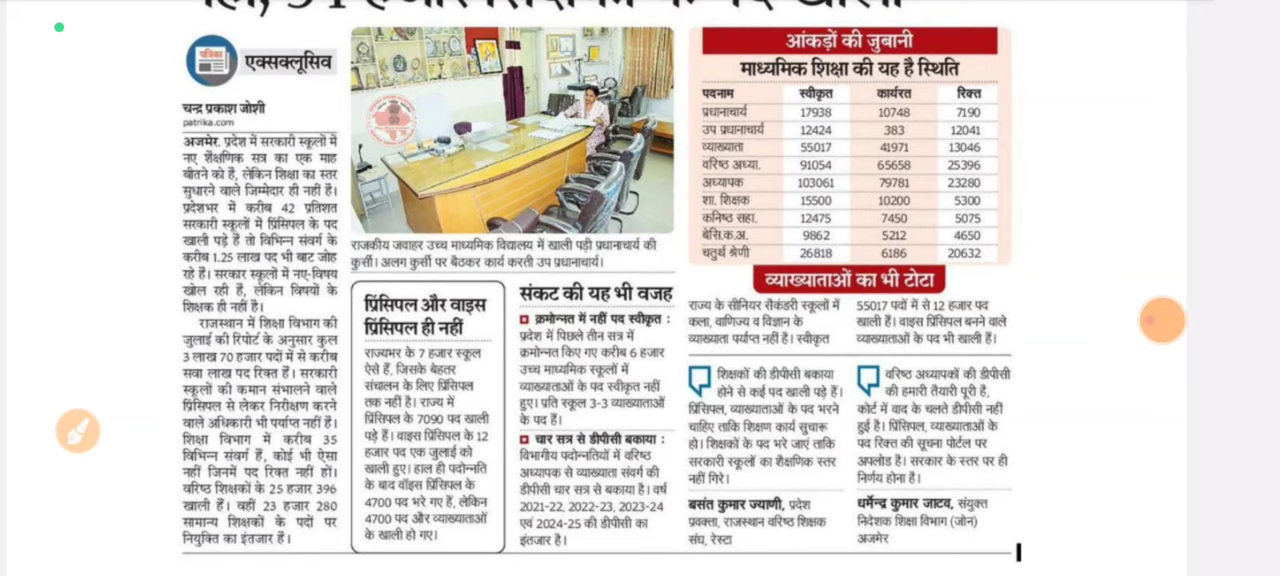 पत्रिका
एक्सक्लूसिव
चन्द्र प्रकाश जोशी
patrika.com
अजमेर. प्रदेश में सरकारी स्कूलों में
नए शैक्षणिक सत्र का एक माह
बीतने को है, लेकिन शिक्षा का स्तर
सुधारने वाले जिम्मेदार ही नहीं है।
प्रदेशभर में करीब 42 प्रतिशत
सरकारी स्कूलों में प्रिंसिपल के पद
खाली पड़े हैं तो विभिन्न संवर्ग के
करीब 1.25 लाख पद भी बाट जोह
रहे हैं। सरकार स्कूलों में नए-विषय
खोल रही है, लेकिन विषयों के
शिक्षक ही नहीं है।
राजस्थान में शिक्षा विभाग की
जुलाई की रिपोर्ट के अनुसार कुल
3 लाख 70 हजार पदों में से करीब
सवा लाख पद रिक्त हैं। सरकारी
स्कूलों की कमान संभालने वाले
प्रिंसिपल से लेकर निरीक्षण करने
वाले अधिकारी भी पर्याप्त नहीं है।
शिक्षा विभाग में करीब 35
विभिन्न संवर्ग हैं, कोई भी ऐसा
नहीं जिनमें पद रिक्त नहीं हों।
वरिष्ठ शिक्षकों के 25 हजार 396
खाली हैं। वहीं 23 हजार 280
सामान्य शिक्षकों के पदों पर
नियुक्ति का इंतजार है।
राजकीय जवाहर उच्च माध्यमिक विद्यालय में खाली पड़ी प्रधानाचार्य की
कुर्सी। अलग कुर्सी पर बैठकर कार्य करती उप प्रधानाचार्य।
प्रिंसिपल और वाइस
प्रिंसिपल ही नहीं
राज्यभर के 7 हजार स्कूल
ऐसे हैं, जिसके बेहतर
संचालन के लिए प्रिंसिपल
तक नहीं है। राज्य में
प्रिंसिपल के 7090 पद खाली
पड़े हैं। वाइस प्रिंसिपल के 12
हजार पद एक जुलाई को
खाली हुए। हाल ही पदोन्नति
के बाद वॉइस प्रिंसिपल के
4700 पद भरे गए हैं, लेकिन
4700 पद और व्याख्याताओं
के खाली हो गए।
संकट की यह भी वजह
क्रमोन्नत में नहीं पद स्वीकृत :
प्रदेश में पिछले तीन सत्र में
क्रमोन्नत किए गए करीब 6 हजार
उच्च माध्यमिक स्कूलों में
व्याख्याताओं के पद स्वीकृत नहीं
हुए। प्रति स्कूल 3-3 व्याख्याताओं
के पद हैं।
चार सत्र से डीपीसी बकाया :
विभागीय पदोन्नतियों में वरिष्ठ
अध्यापक से व्याख्याता संवर्ग की
डीपीसी चार सत्र से बकाया है। वर्ष
2021-22, 2022-23, 2023-24
एवं 2024-25 की डीपीसी का
इंतजार है।
आंकड़ों की जुबानी
माध्यमिक शिक्षा की यह है स्थिति
पदनाम स्वीकृत कार्यरत रिक्त
प्रधानाचार्य 17938 10748 7190
उप प्रधानाचार्य 12424 383 12041
व्याख्याता 55017 41971 13046
वरिष्ठ अध्या. 91054 65658 25396
अध्यापक 103061 79781 23280
शा. शिक्षक 15500 10200 5300
कनिष्ठ सहा. 12475 7450 5075
बेसि.क.अ. 9862 5212 4650
चतुर्थ श्रेणी 26818 6186 20632
व्याख्याताओं का भी टोटा
राज्य के सीनियर सैकंडरी स्कूलों में
कला, वाणिज्य व विज्ञान के
व्याख्याता पर्याप्त नहीं है। स्वीकृत
55017 पदों में से 12 हजार पद
खाली हैं। वाइस प्रिंसिपल बनने वाले
व्याख्याताओं के पद भी खाली हैं।
शिक्षकों की डीपीसी बकाया
होने से कई पद खाली पड़े हैं।
प्रिंसिपल, व्याख्याताओं के पद भरने
चाहिए ताकि शिक्षण कार्य सुचारू
हो। शिक्षकों के पद भरे जाएं ताकि
सरकारी स्कूलों का शैक्षणिक स्तर
नहीं गिरे।
बसंत कुमार ज्याणी, प्रदेश
प्रवक्ता, राजस्थान वरिष्ठ शिक्षक
संघ, रेस्टा
वरिष्ठ अध्यापकों की डीपीसी
की हमारी तैयारी पूरी है,
कोर्ट में वाद के चलते डीपीसी नहीं
हुई है। प्रिंसिपल, व्याख्याताओं के
पद रिक्त की सूचना पोर्टल पर
अपलोड है। सरकार के स्तर पर ही
निर्णय होना है।
धर्मेन्द्र कुमार जाटव, संयुक्त
निदेशक शिक्षा विभाग (जोन)
अजमेर